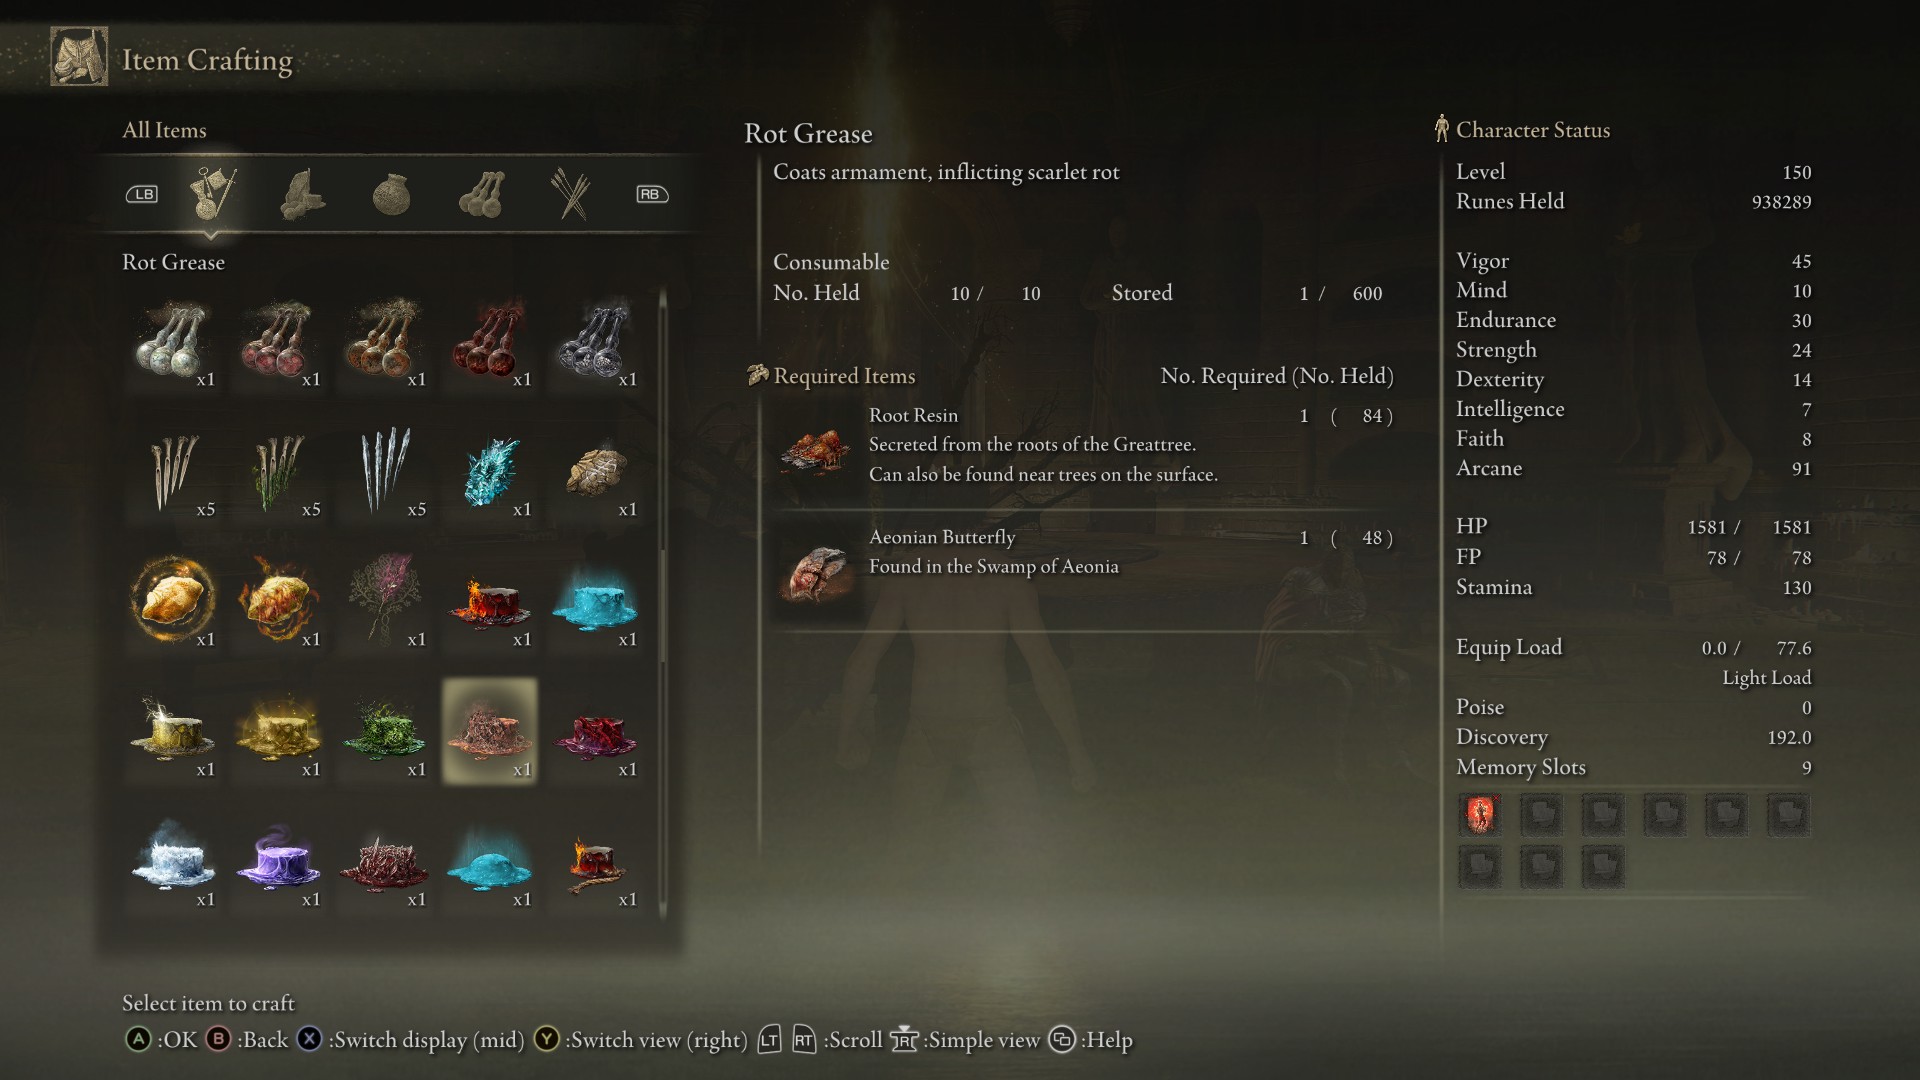 Item Crafting
All Items
LB
RB
Rot Grease
x1 x1 x1 x1 x1
x5 x5 x5 x1 x1
x1 x1 x1 x1 x1
x1 x1 x1 x1 x1
x1 x1 x1 x1 x1
Rot Grease
Coats armament, inflicting scarlet rot
Consumable
No. Held 10 / 10 Stored 1 / 600
Required Items No. Required (No. Held)
Root Resin 1 ( 84 )
Secreted from the roots of the Greattree.
Can also be found near trees on the surface.
Aeonian Butterfly 1 ( 48 )
Found in the Swamp of Aeonia
Character Status
Level 150
Runes Held 938289
Vigor 45
Mind 10
Endurance 30
Strength 24
Dexterity 14
Intelligence 7
Faith 8
Arcane 91
HP 1581 / 1581
FP 78 / 78
Stamina 130
Equip Load 0.0 / 77.6
Light Load
Poise 0
Discovery 192.0
Memory Slots 9
Select item to craft
A :OK B :Back X :Switch display (mid) Y :Switch view (right) LT RT :Scroll R :Simple view :Help